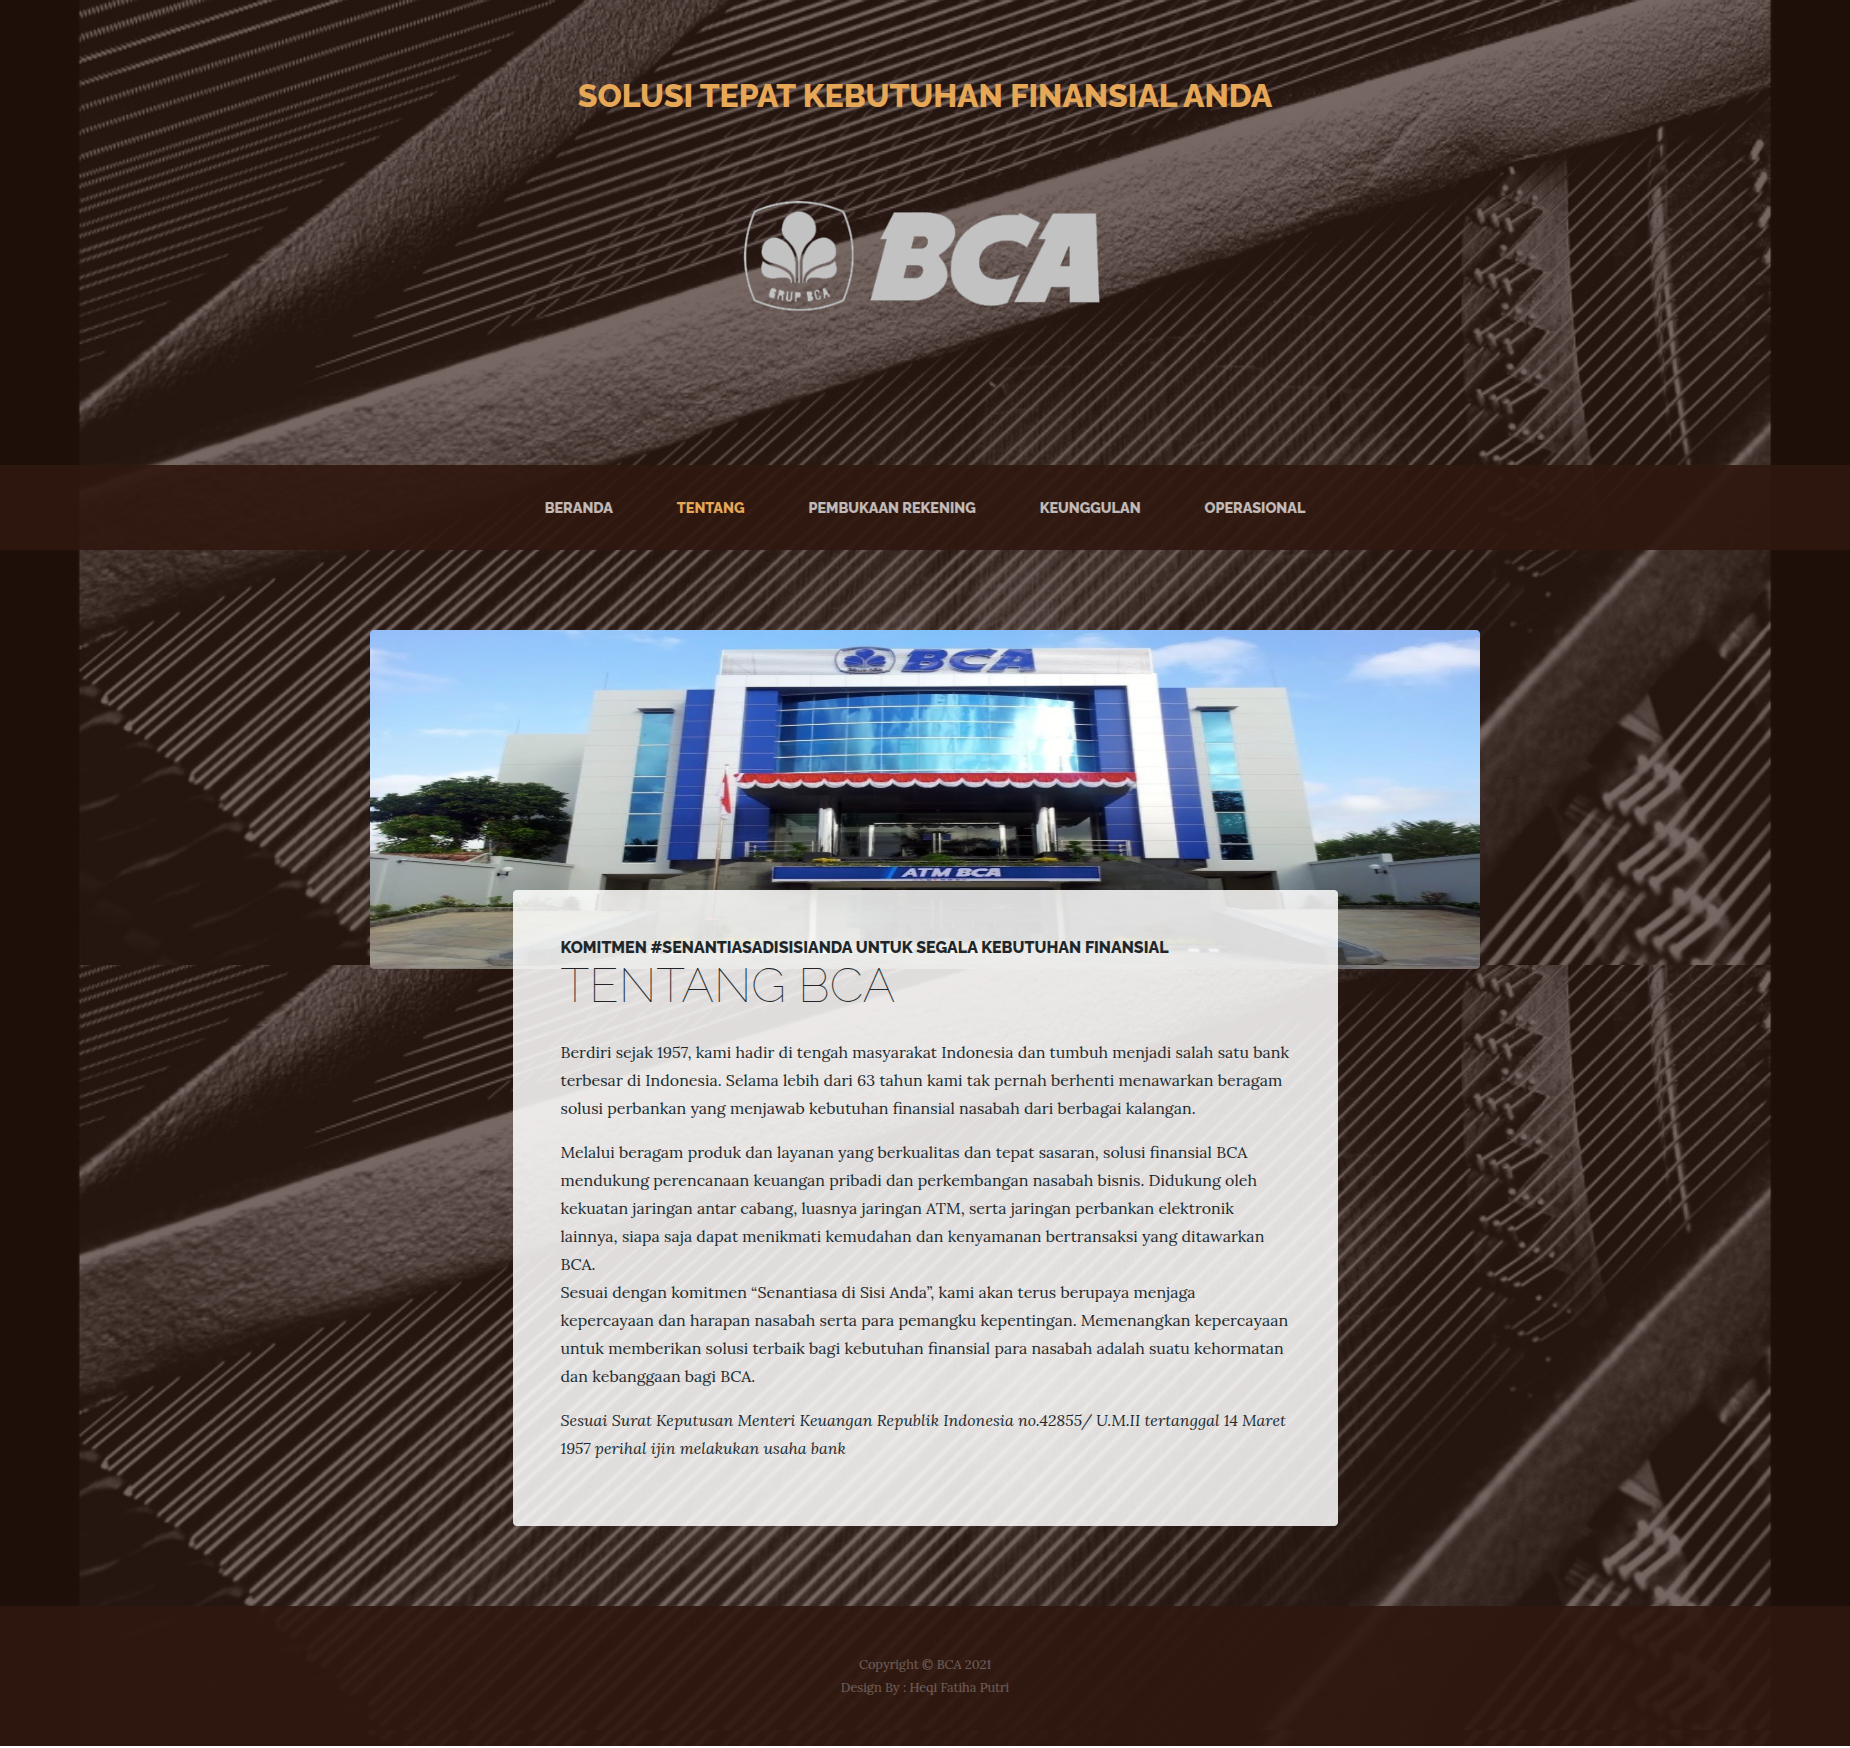 SOLUSI TEPAT KEBUTUHAN FINANSIAL ANDA
GRUP BCA
BCA
BERANDA
TENTANG
PEMBUKAAN REKENING
KEUNGGULAN
OPERASIONAL
BCA
ATM BCA
KOMITMEN #SENANTIASADISISIANDA UNTUK SEGALA KEBUTUHAN FINANSIAL
TENTANG BCA
Berdiri sejak 1957, kami hadir di tengah masyarakat Indonesia dan tumbuh menjadi salah satu bank
terbesar di Indonesia. Selama lebih dari 63 tahun kami tak pernah berhenti menawarkan beragam
solusi perbankan yang menjawab kebutuhan finansial nasabah dari berbagai kalangan.
Melalui beragam produk dan layanan yang berkualitas dan tepat sasaran, solusi finansial BCA
mendukung perencanaan keuangan pribadi dan perkembangan nasabah bisnis. Didukung oleh
kekuatan jaringan antar cabang, luasnya jaringan ATM, serta jaringan perbankan elektronik
lainnya, siapa saja dapat menikmati kemudahan dan kenyamanan bertransaksi yang ditawarkan
BCA.
Sesuai dengan komitmen “Senantiasa di Sisi Anda”, kami akan terus berupaya menjaga
kepercayaan dan harapan nasabah serta para pemangku kepentingan. Memenangkan kepercayaan
untuk memberikan solusi terbaik bagi kebutuhan finansial para nasabah adalah suatu kehormatan
dan kebanggaan bagi BCA.
Sesuai Surat Keputusan Menteri Keuangan Republik Indonesia no.42855/ U.M.II tertanggal 14 Maret
1957 perihal ijin melakukan usaha bank
Copyright © BCA 2021
Design By : Heqi Fatiha Putri